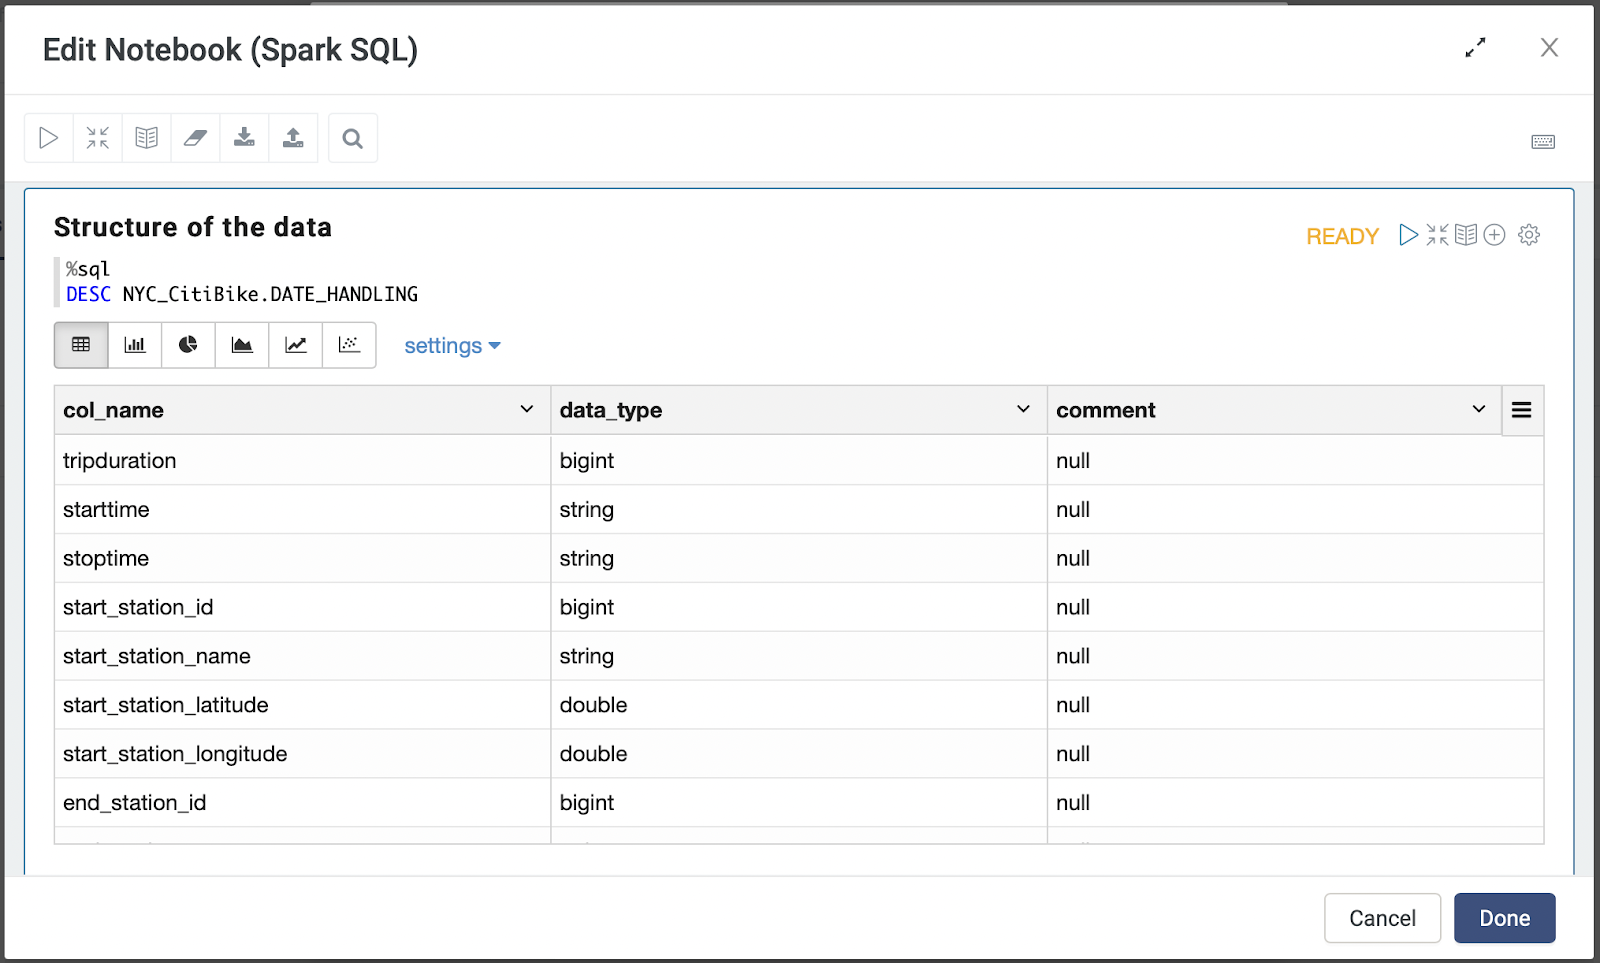 Edit Notebook (Spark SQL)
Structure of the data
READY
%sql
DESC NYC_CitiBike.DATE_HANDLING
settings
col_name data_type comment
tripduration bigint null
starttime string null
stoptime string null
start_station_id bigint null
start_station_name string null
start_station_latitude double null
start_station_longitude double null
end_station_id bigint null
Cancel Done